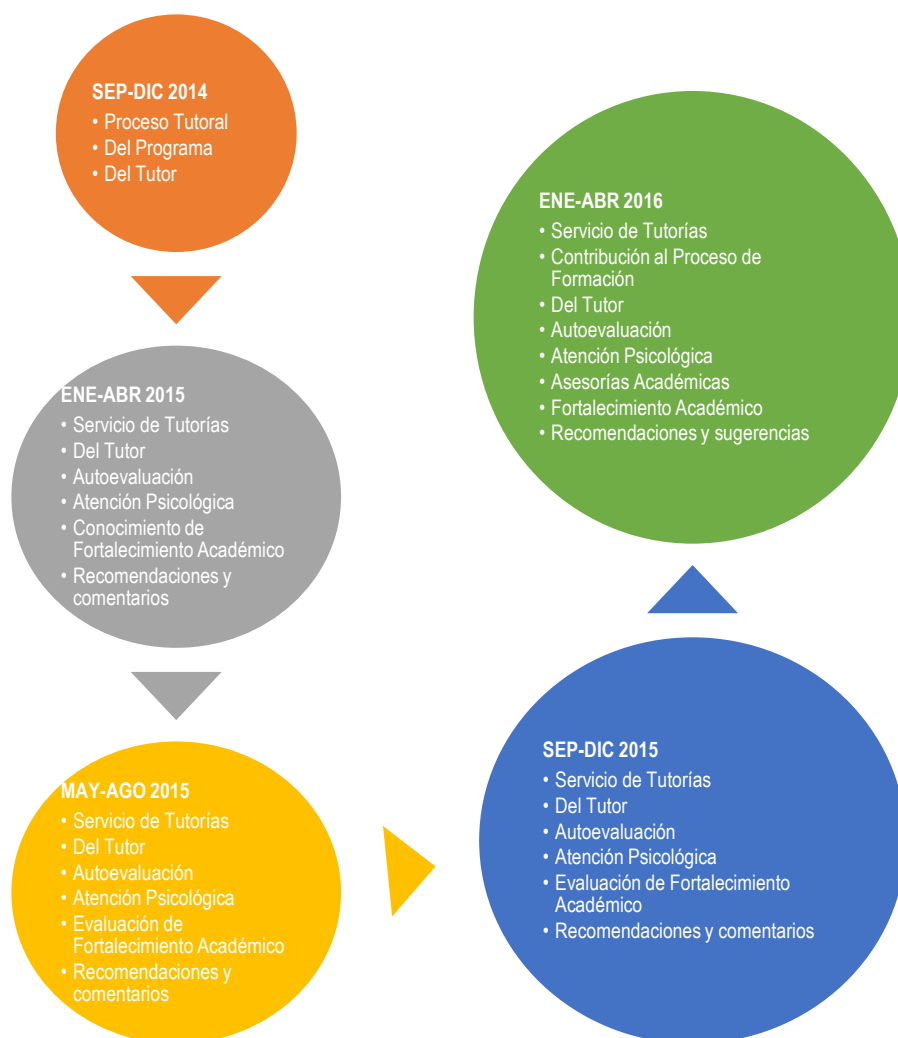 SEP-DIC 2014
• Proceso Tutoral
• Del Programa
• Del Tutor
ENE-ABR 2015
• Servicio de Tutorías
• Del Tutor
• Autoevaluación
• Atención Psicológica
• Conocimiento de
Fortalecimiento Académico
• Recomendaciones y
comentarios
MAY-AGO 2015
• Servicio de Tutorías
• Del Tutor
• Autoevaluación
• Atención Psicológica
• Evaluación de
Fortalecimiento Académico
• Recomendaciones y
comentarios
SEP-DIC 2015
• Servicio de Tutorías
• Del Tutor
• Autoevaluación
• Atención Psicológica
• Evaluación de Fortalecimiento
Académico
• Recomendaciones y comentarios
ENE-ABR 2016
• Servicio de Tutorías
• Contribución al Proceso de
Formación
• Del Tutor
• Autoevaluación
• Atención Psicológica
• Asesorías Académicas
• Fortalecimiento Académico
• Recomendaciones y sugerencias